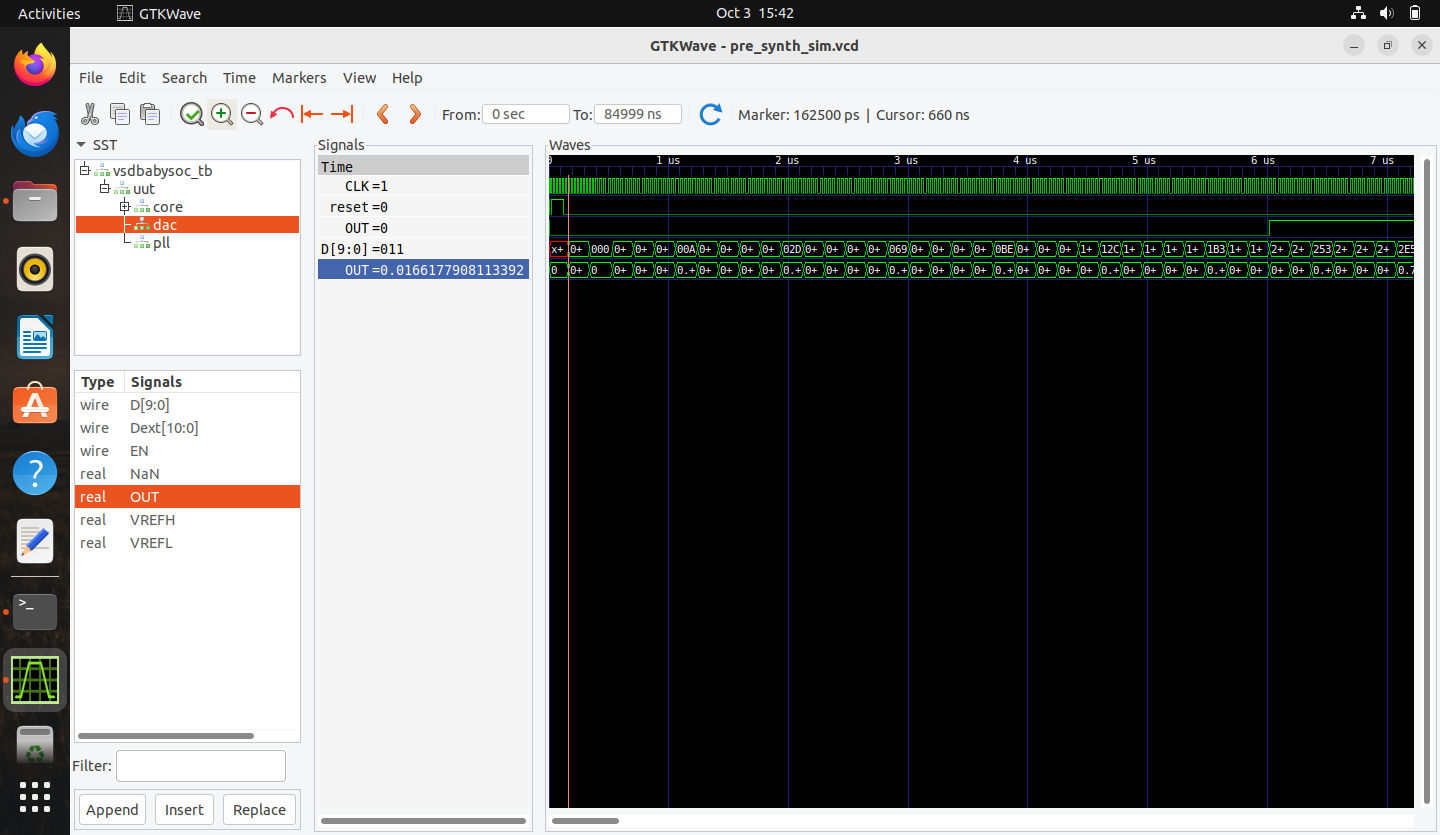 Activities GTKWave Oct 3 15:42
GTKWave - pre_synth_sim.vcd
File Edit Search Time Markers View Help
From: 0 sec To: 84999 ns Marker: 162500 ps | Cursor: 660 ns
SST
vsdbabysoc_tb
uut
core
dac
pll
Type Signals
wire D[9:0]
wire Dext[10:0]
wire EN
real NaN
real OUT
real VREFH
real VREFL
Filter:
Append Insert Replace
Signals
Time
CLK =1
reset =0
OUT =0
D[9:0] =011
OUT =0.0166177908113392
Waves
0 1 us 2 us 3 us 4 us 5 us 6 us 7 us
x+ 0+ 000 0+ 0+ 0+ 00A 0+ 0+ 0+ 0+ 02D 0+ 0+ 0+ 0+ 069 0+ 0+ 0+ 0+ 0BE 0+ 0+ 0+ 1+ 12C 1+ 1+ 1+ 1+ 1B3 1+ 1+ 2+ 2+ 253 2+ 2+ 2+ 2E5
0 0+ 0 0+ 0+ 0+ 0.+ 0+ 0+ 0+ 0+ 0.+ 0+ 0+ 0+ 0+ 0.+ 0+ 0+ 0+ 0+ 0.+ 0+ 0+ 0+ 0+ 0.+ 0+ 0+ 0+ 0+ 0.+ 0+ 0+ 0+ 0+ 0.+ 0+ 0+ 0+ 0.7